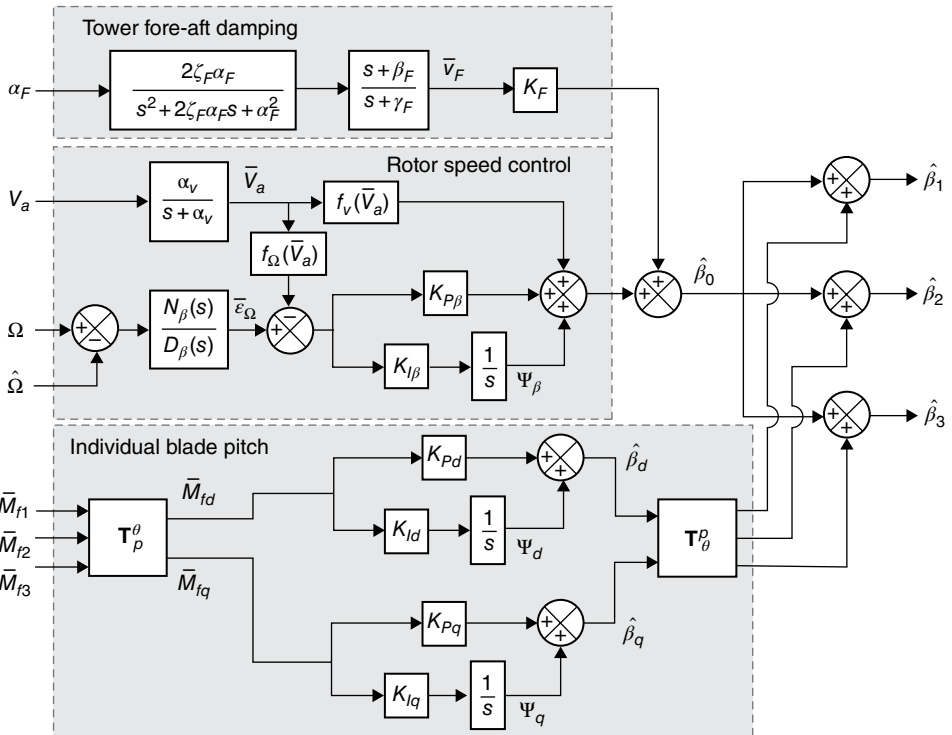 Tower fore-aft damping
α_F
2ζ_Fα_F
s² + 2ζ_Fα_Fs + α_F²
s + β_F
s + γ_F
v̄_F
K_F
Rotor speed control
V_a
α_v
s + α_v
V̄_a
f_v(V̄_a)
f_Ω(V̄_a)
Ω
Ω̂
+
−
N_β(s)
D_β(s)
ε̄_Ω
+
−
K_Pβ
K_Iβ
1
s
Ψ_β
+
+
+
+
+
β̂_0
+
+
β̂_1
+
+
β̂_2
+
+
β̂_3
Individual blade pitch
M̄_f1
M̄_f2
M̄_f3
T_p^θ
M̄_fd
M̄_fq
K_Pd
K_Id
1
s
Ψ_d
+
+
β̂_d
K_Pq
K_Iq
1
s
Ψ_q
+
+
β̂_q
T_θ^p